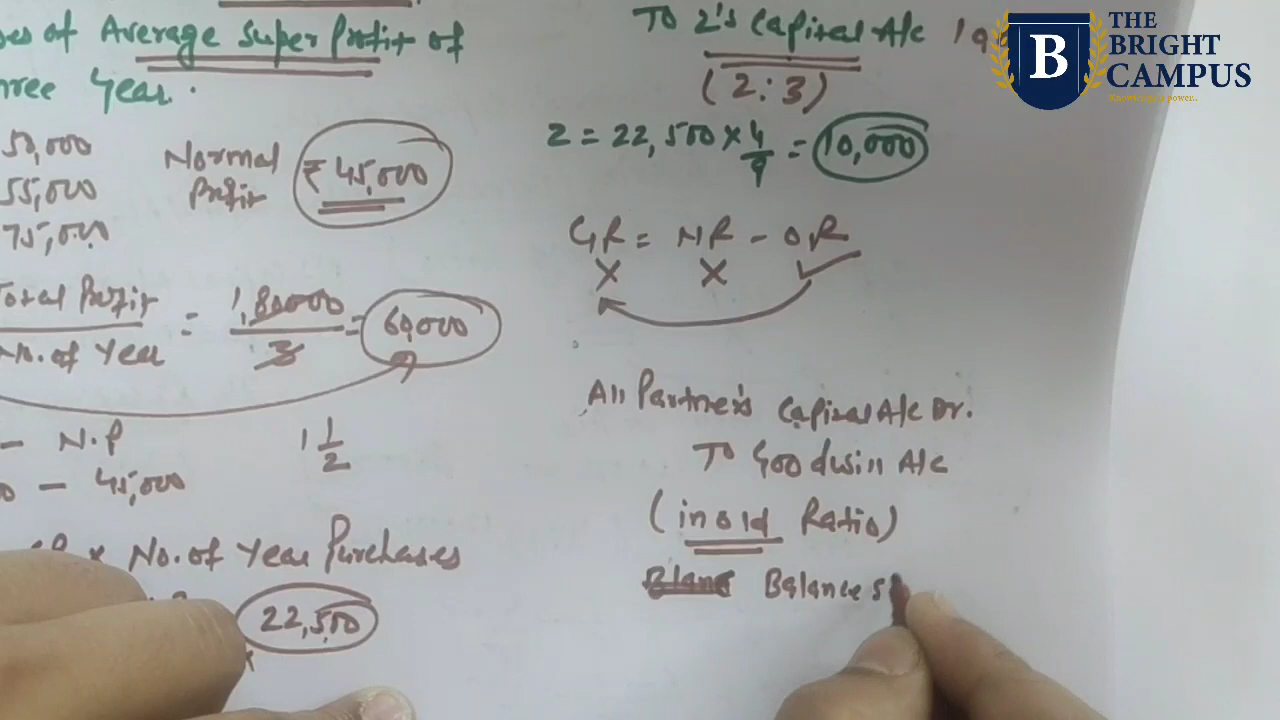 of Average Super Profit of
Year.
50,000
55,000
75,000
Normal
Profit
₹ 45,000
Total Profit
No. of Year
= 1,80000
3
= 60,000
- N.P
- 45,000
1 1/2
x No. of Year Purchases
22,500
To Z's Capital A/c
(2:3)
Z = 22,500 x 4/9 = 10,000
GR = NR - OR
x x ✓
All Partner's Capital A/c Dr.
To Goodwill A/c
(in old Ratio)
Balance s
B
THE
BRIGHT
CAMPUS